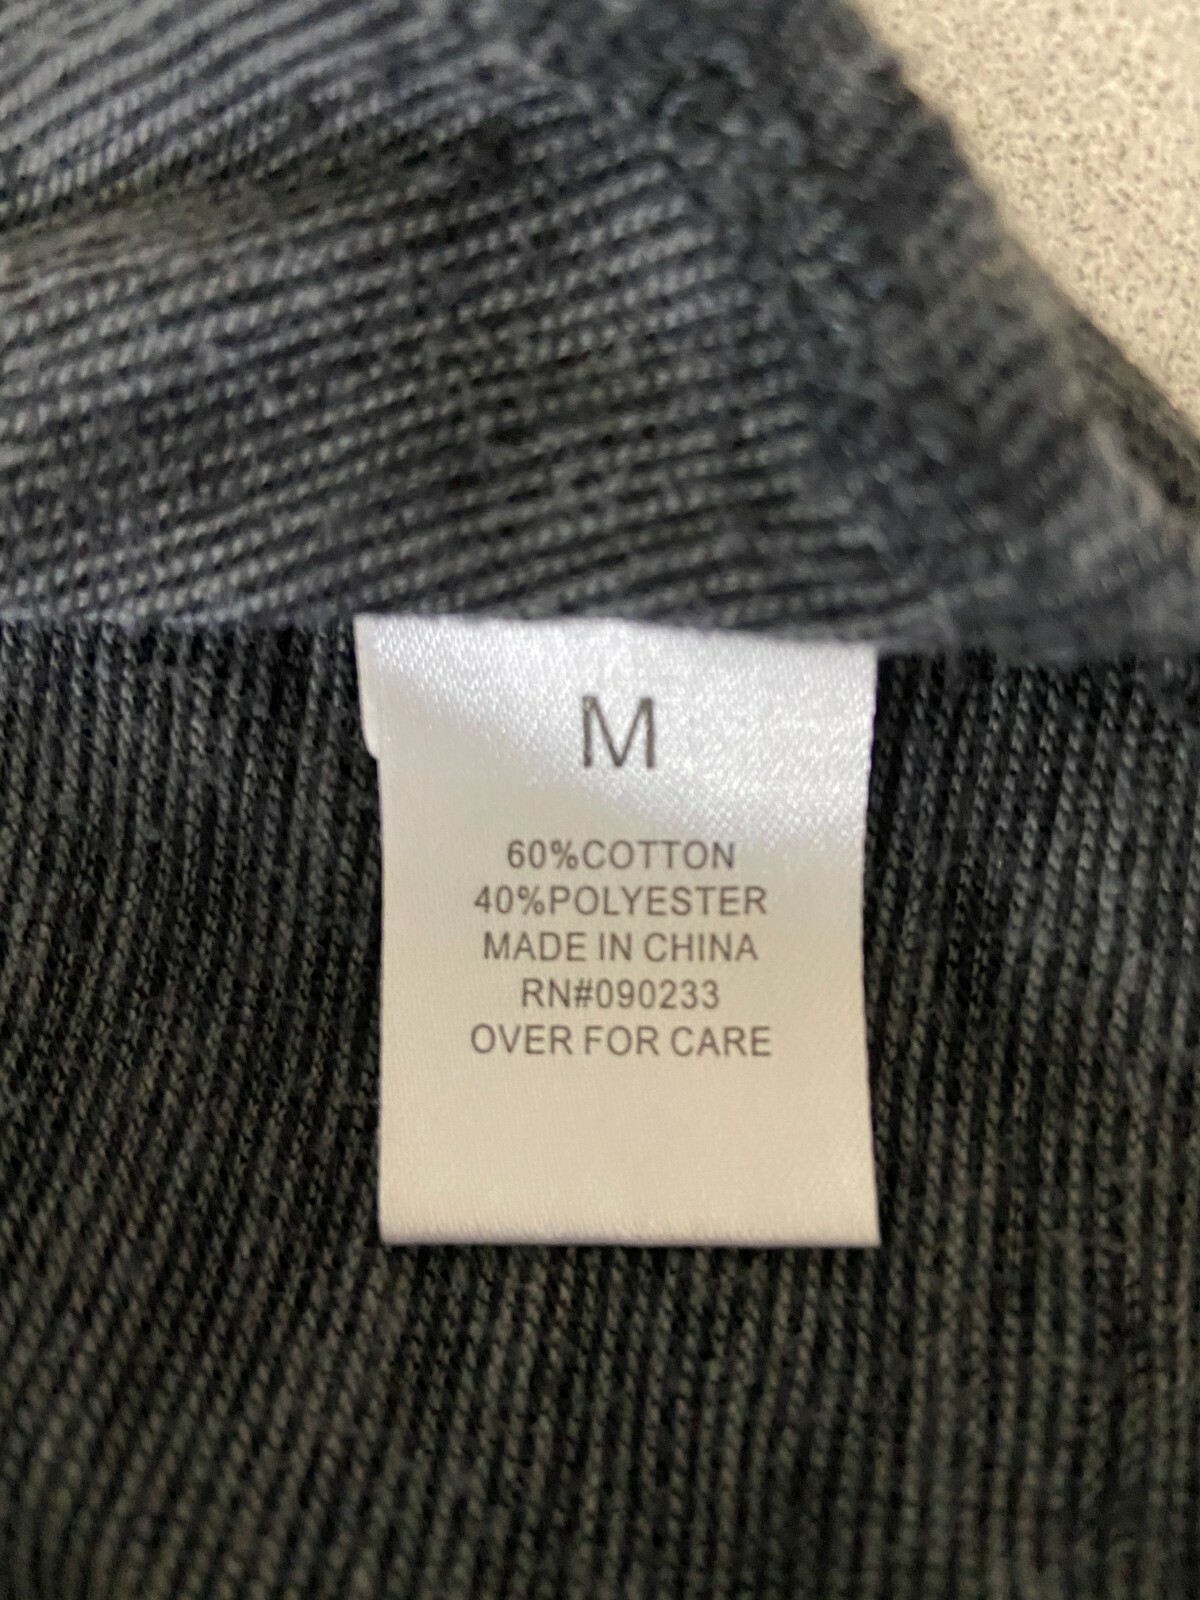 M
60%COTTON
40%POLYESTER
MADE IN CHINA
RN#090233
OVER FOR CARE